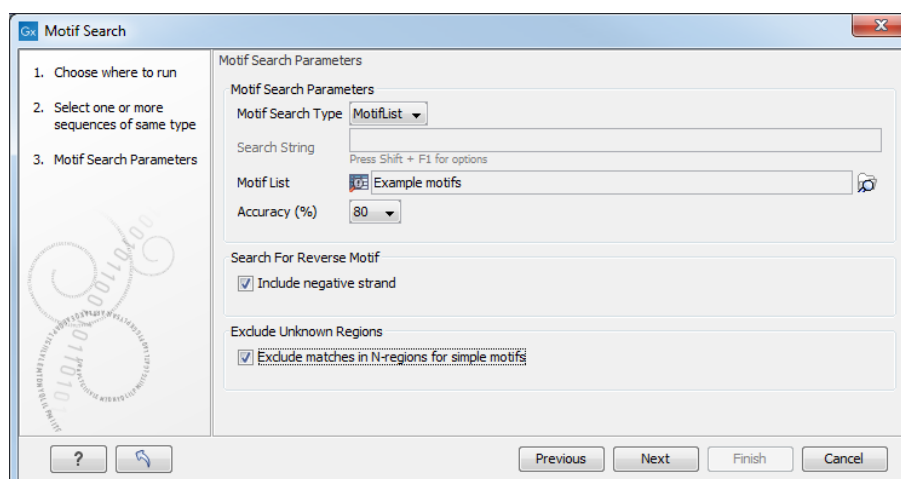 Gx Motif Search
1. Choose where to run
2. Select one or more
sequences of same type
3. Motif Search Parameters
Motif Search Parameters
Motif Search Parameters
Motif Search Type MotifList
Search String
Press Shift + F1 for options
Motif List Example motifs
Accuracy (%) 80
Search For Reverse Motif
Include negative strand
Exclude Unknown Regions
Exclude matches in N-regions for simple motifs
?
Previous
Next
Finish
Cancel